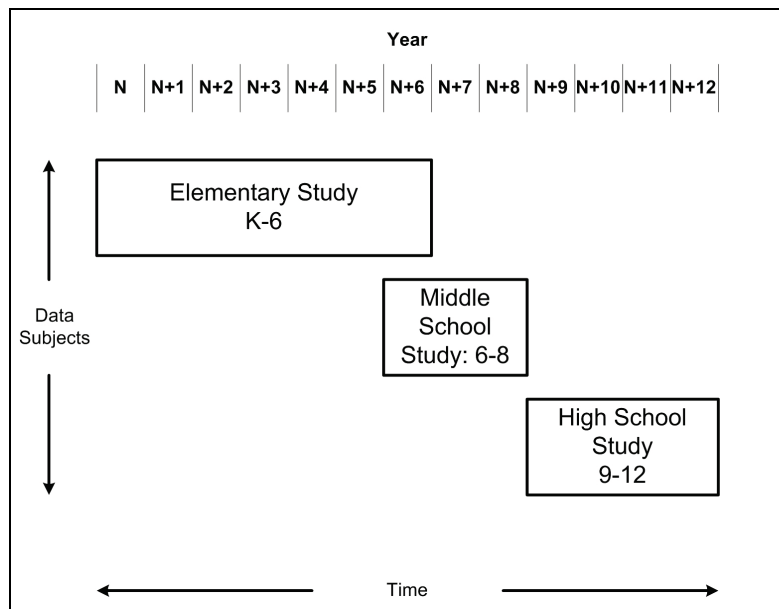 Year
N N+1 N+2 N+3 N+4 N+5 N+6 N+7 N+8 N+9 N+10 N+11 N+12
Elementary Study
K-6
Middle
School
Study: 6-8
Data
Subjects
High School
Study
9-12
Time